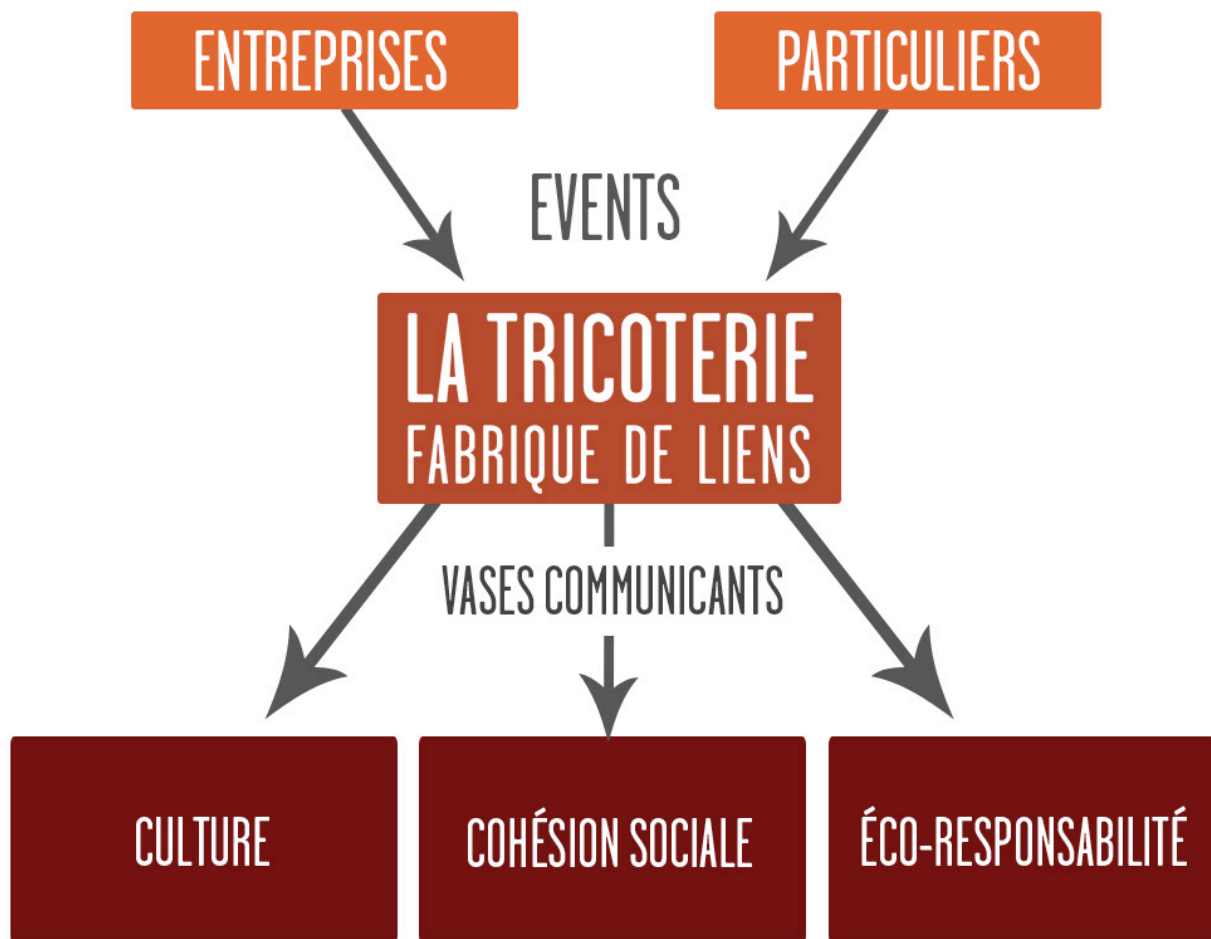 ENTREPRISES
PARTICULIERS
EVENTS
LA TRICOTERIE
FABRIQUE DE LIENS
VASES COMMUNICANTS
CULTURE
COHÉSION SOCIALE
ÉCO-RESPONSABILITÉ